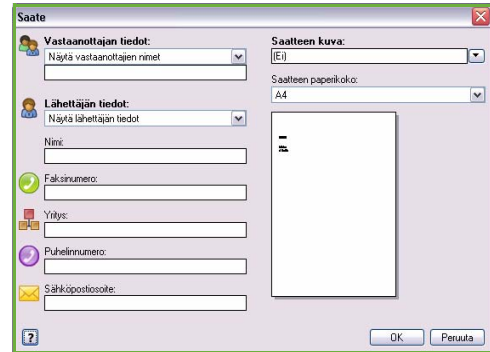 Saate
Vastaanottajan tiedot:
Näytä vastaanottajien nimet
Lähettäjän tiedot:
Näytä lähettäjän tiedot
Nimi:
Faksinumero:
Yritys:
Puhelinnumero:
Sähköpostiosoite:
Saatteen kuva:
(Ei)
Saatteen paperikoko:
A4
?
OK
Peruuta